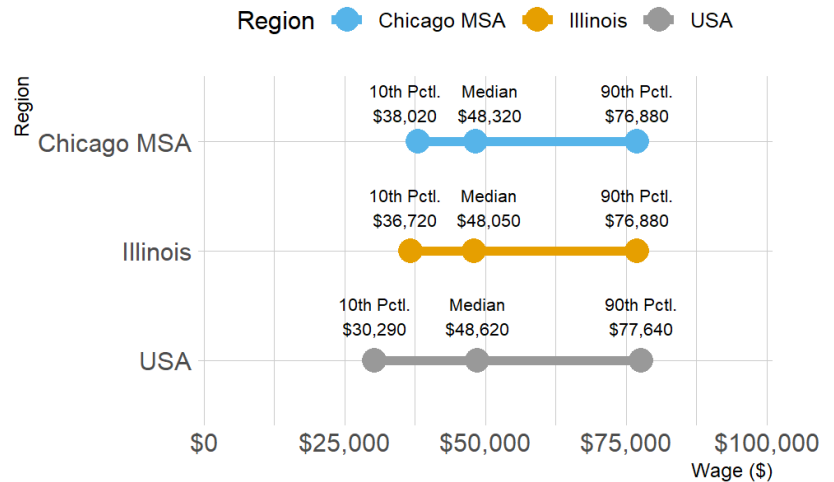 Region Chicago MSA Illinois USA
Region
10th Pctl. Median 90th Pctl.
$38,020 $48,320 $76,880
Chicago MSA
10th Pctl. Median 90th Pctl.
$36,720 $48,050 $76,880
Illinois
10th Pctl. Median 90th Pctl.
$30,290 $48,620 $77,640
USA
$0 $25,000 $50,000 $75,000 $100,000
Wage ($)